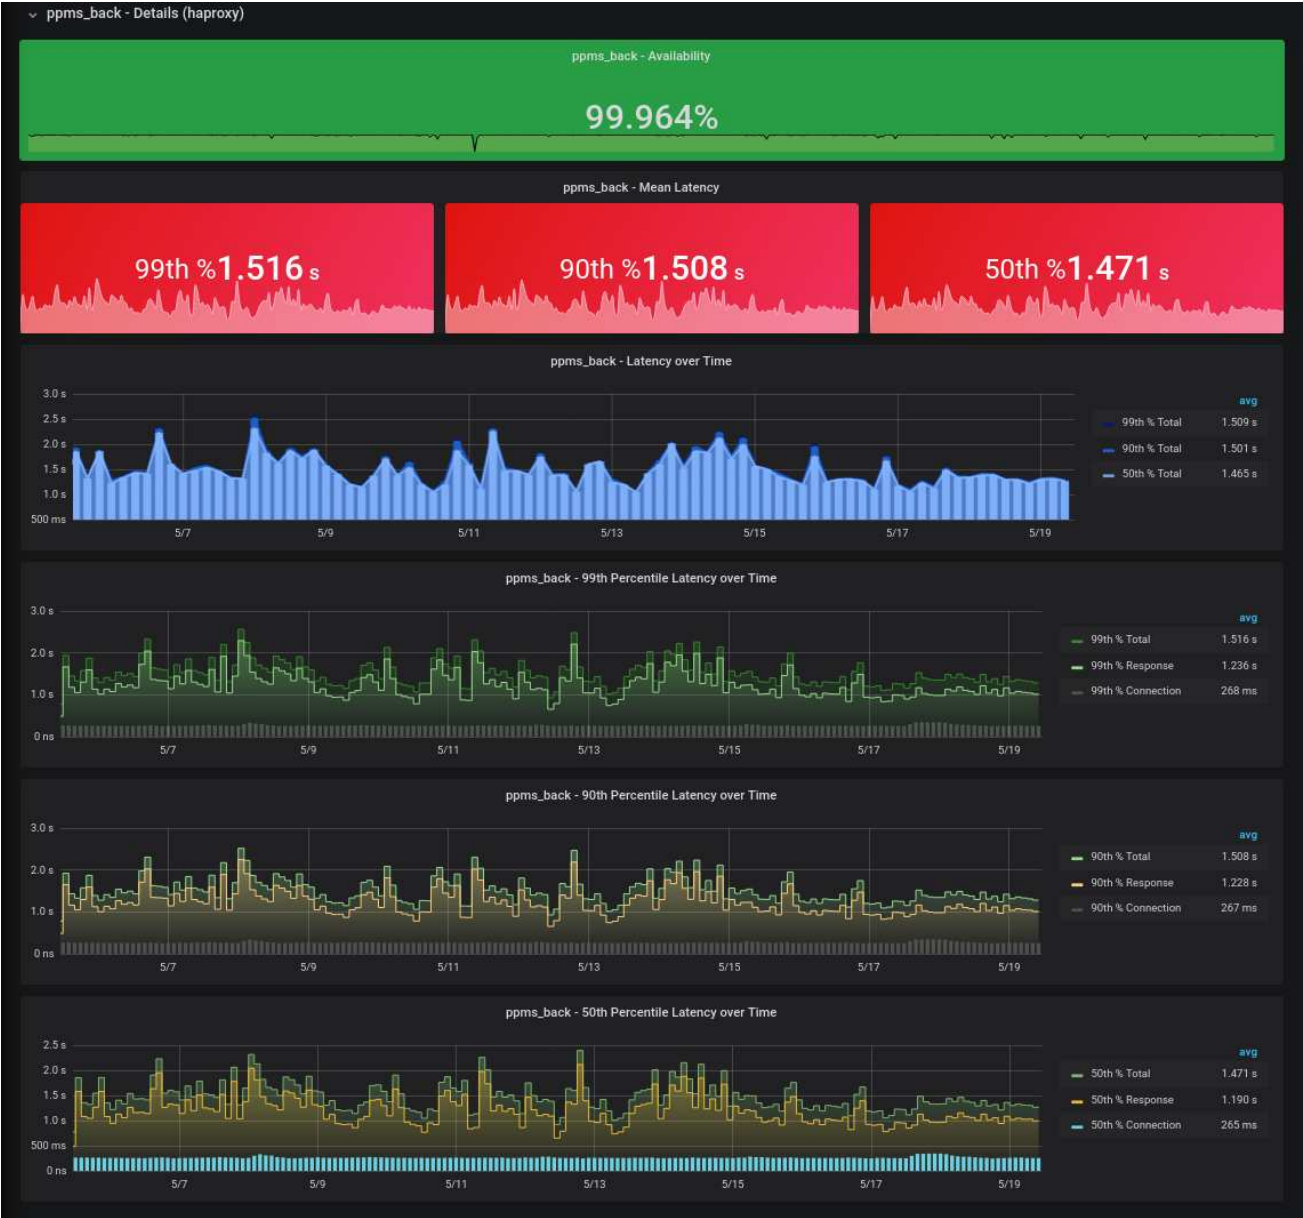 ppms_back - Details (haproxy)
ppms_back - Availability
99.964%
ppms_back - Mean Latency
99th %1.516 s
90th %1.508 s
50th %1.471 s
ppms_back - Latency over Time
3.0 s
2.5 s
2.0 s
1.5 s
1.0 s
500 ms
5/7 5/9 5/11 5/13 5/15 5/17 5/19
avg
99th % Total 1.509 s
90th % Total 1.501 s
50th % Total 1.465 s
ppms_back - 99th Percentile Latency over Time
3.0 s
2.0 s
1.0 s
0 ns
5/7 5/9 5/11 5/13 5/15 5/17 5/19
avg
99th % Total 1.516 s
99th % Response 1.236 s
99th % Connection 268 ms
ppms_back - 90th Percentile Latency over Time
3.0 s
2.0 s
1.0 s
0 ns
5/7 5/9 5/11 5/13 5/15 5/17 5/19
avg
90th % Total 1.508 s
90th % Response 1.228 s
90th % Connection 267 ms
ppms_back - 50th Percentile Latency over Time
2.5 s
2.0 s
1.5 s
1.0 s
500 ms
0 ns
5/7 5/9 5/11 5/13 5/15 5/17 5/19
avg
50th % Total 1.471 s
50th % Response 1.190 s
50th % Connection 265 ms